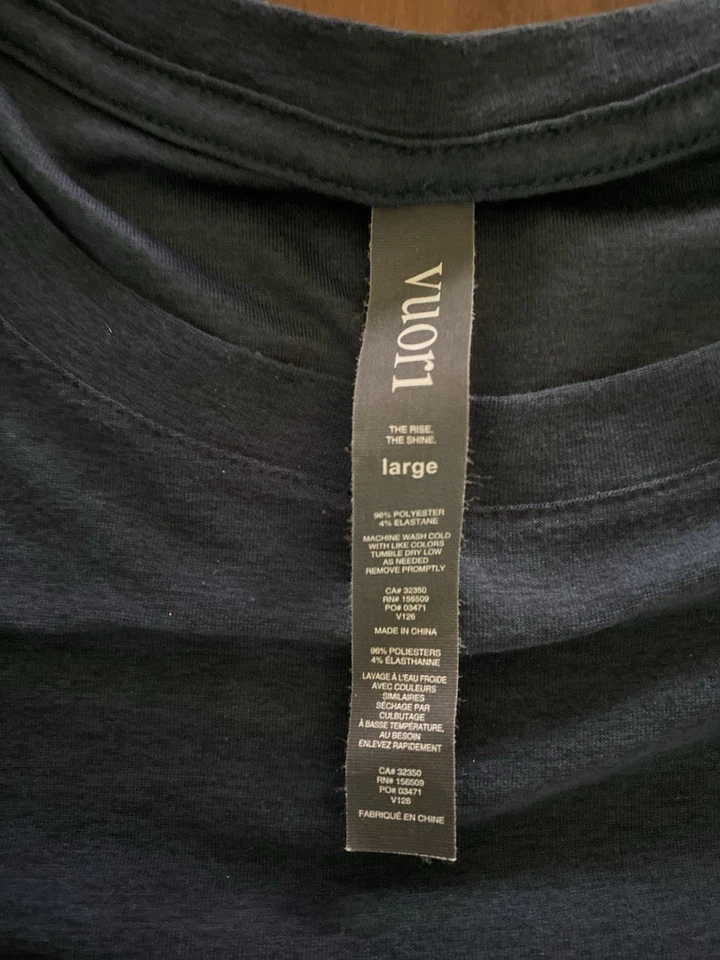 vuori
THE RISE.
THE SHINE.
large
96% POLYESTER
4% ELASTANE
MACHINE WASH COLD
WITH LIKE COLORS
TUMBLE DRY LOW
AS NEEDED
REMOVE PROMPTLY
CA# 32350
RN# 156509
PO# 03471
V126
MADE IN CHINA
96% POLIESTERS
4% ÉLASTHANNE
LAVAGE À L'EAU FROIDE
AVEC COULEURS
SIMILAIRES
SÉCHAGE PAR
CULBUTAGE
À BASSE TEMPÉRATURE,
AU BESOIN
ENLEVEZ RAPIDEMENT
CA# 32350
RN# 156509
PO# 03471
V126
FABRIQUÉ EN CHINE